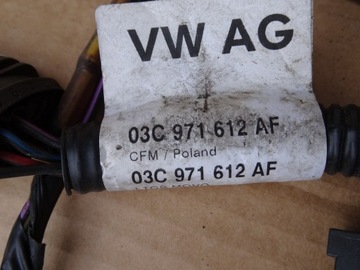 VW AG
03C 971 612 AF
CFM / Poland
03C 971 612 AF